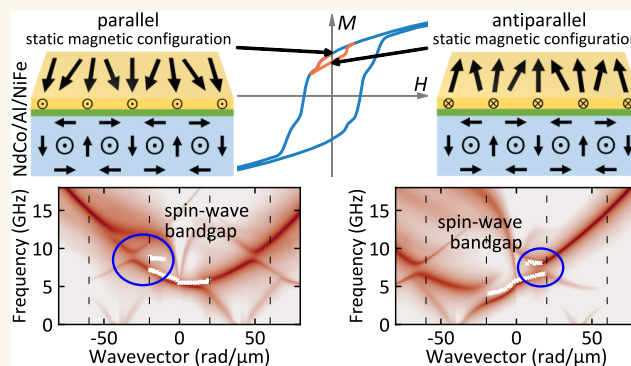 parallel
static magnetic configuration
M
H
antiparallel
static magnetic configuration
NdCo/Al/NiFe
Frequency (GHz)
15
10
5
0
spin-wave
bandgap
-50
0
50
Wavevector (rad/μm)
Frequency (GHz)
15
10
5
0
spin-wave
bandgap
-50
0
50
Wavevector (rad/μm)